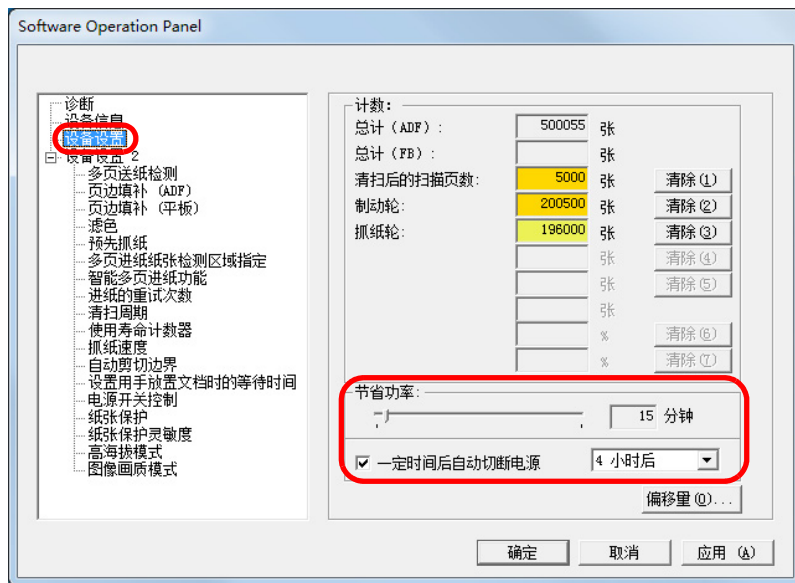 Software Operation Panel
诊断
设备信息
设备设置
设备设置 2
多页送纸检测
页边填补 (ADF)
页边填补 (平板)
滤色
预先抓纸
多页进纸纸张检测区域指定
智能多页进纸功能
进纸的重试次数
清扫周期
使用寿命计数器
抓纸速度
自动剪切边界
设置用手放置文档时的等待时间
电源开关控制
纸张保护
纸张保护灵敏度
高海拔模式
图像画质模式
计数:
总计 (ADF) : 500055 张
总计 (FB) : 张
清扫后的扫描页数: 5000 张 清除(1)
制动轮: 200500 张 清除(2)
抓纸轮: 196000 张 清除(3)
张 清除(4)
张 清除(5)
张
% 清除(6)
% 清除(7)
节省功率:
15 分钟
一定时间后自动切断电源 4 小时后
偏移量(O)...
确定 取消 应用 (A)